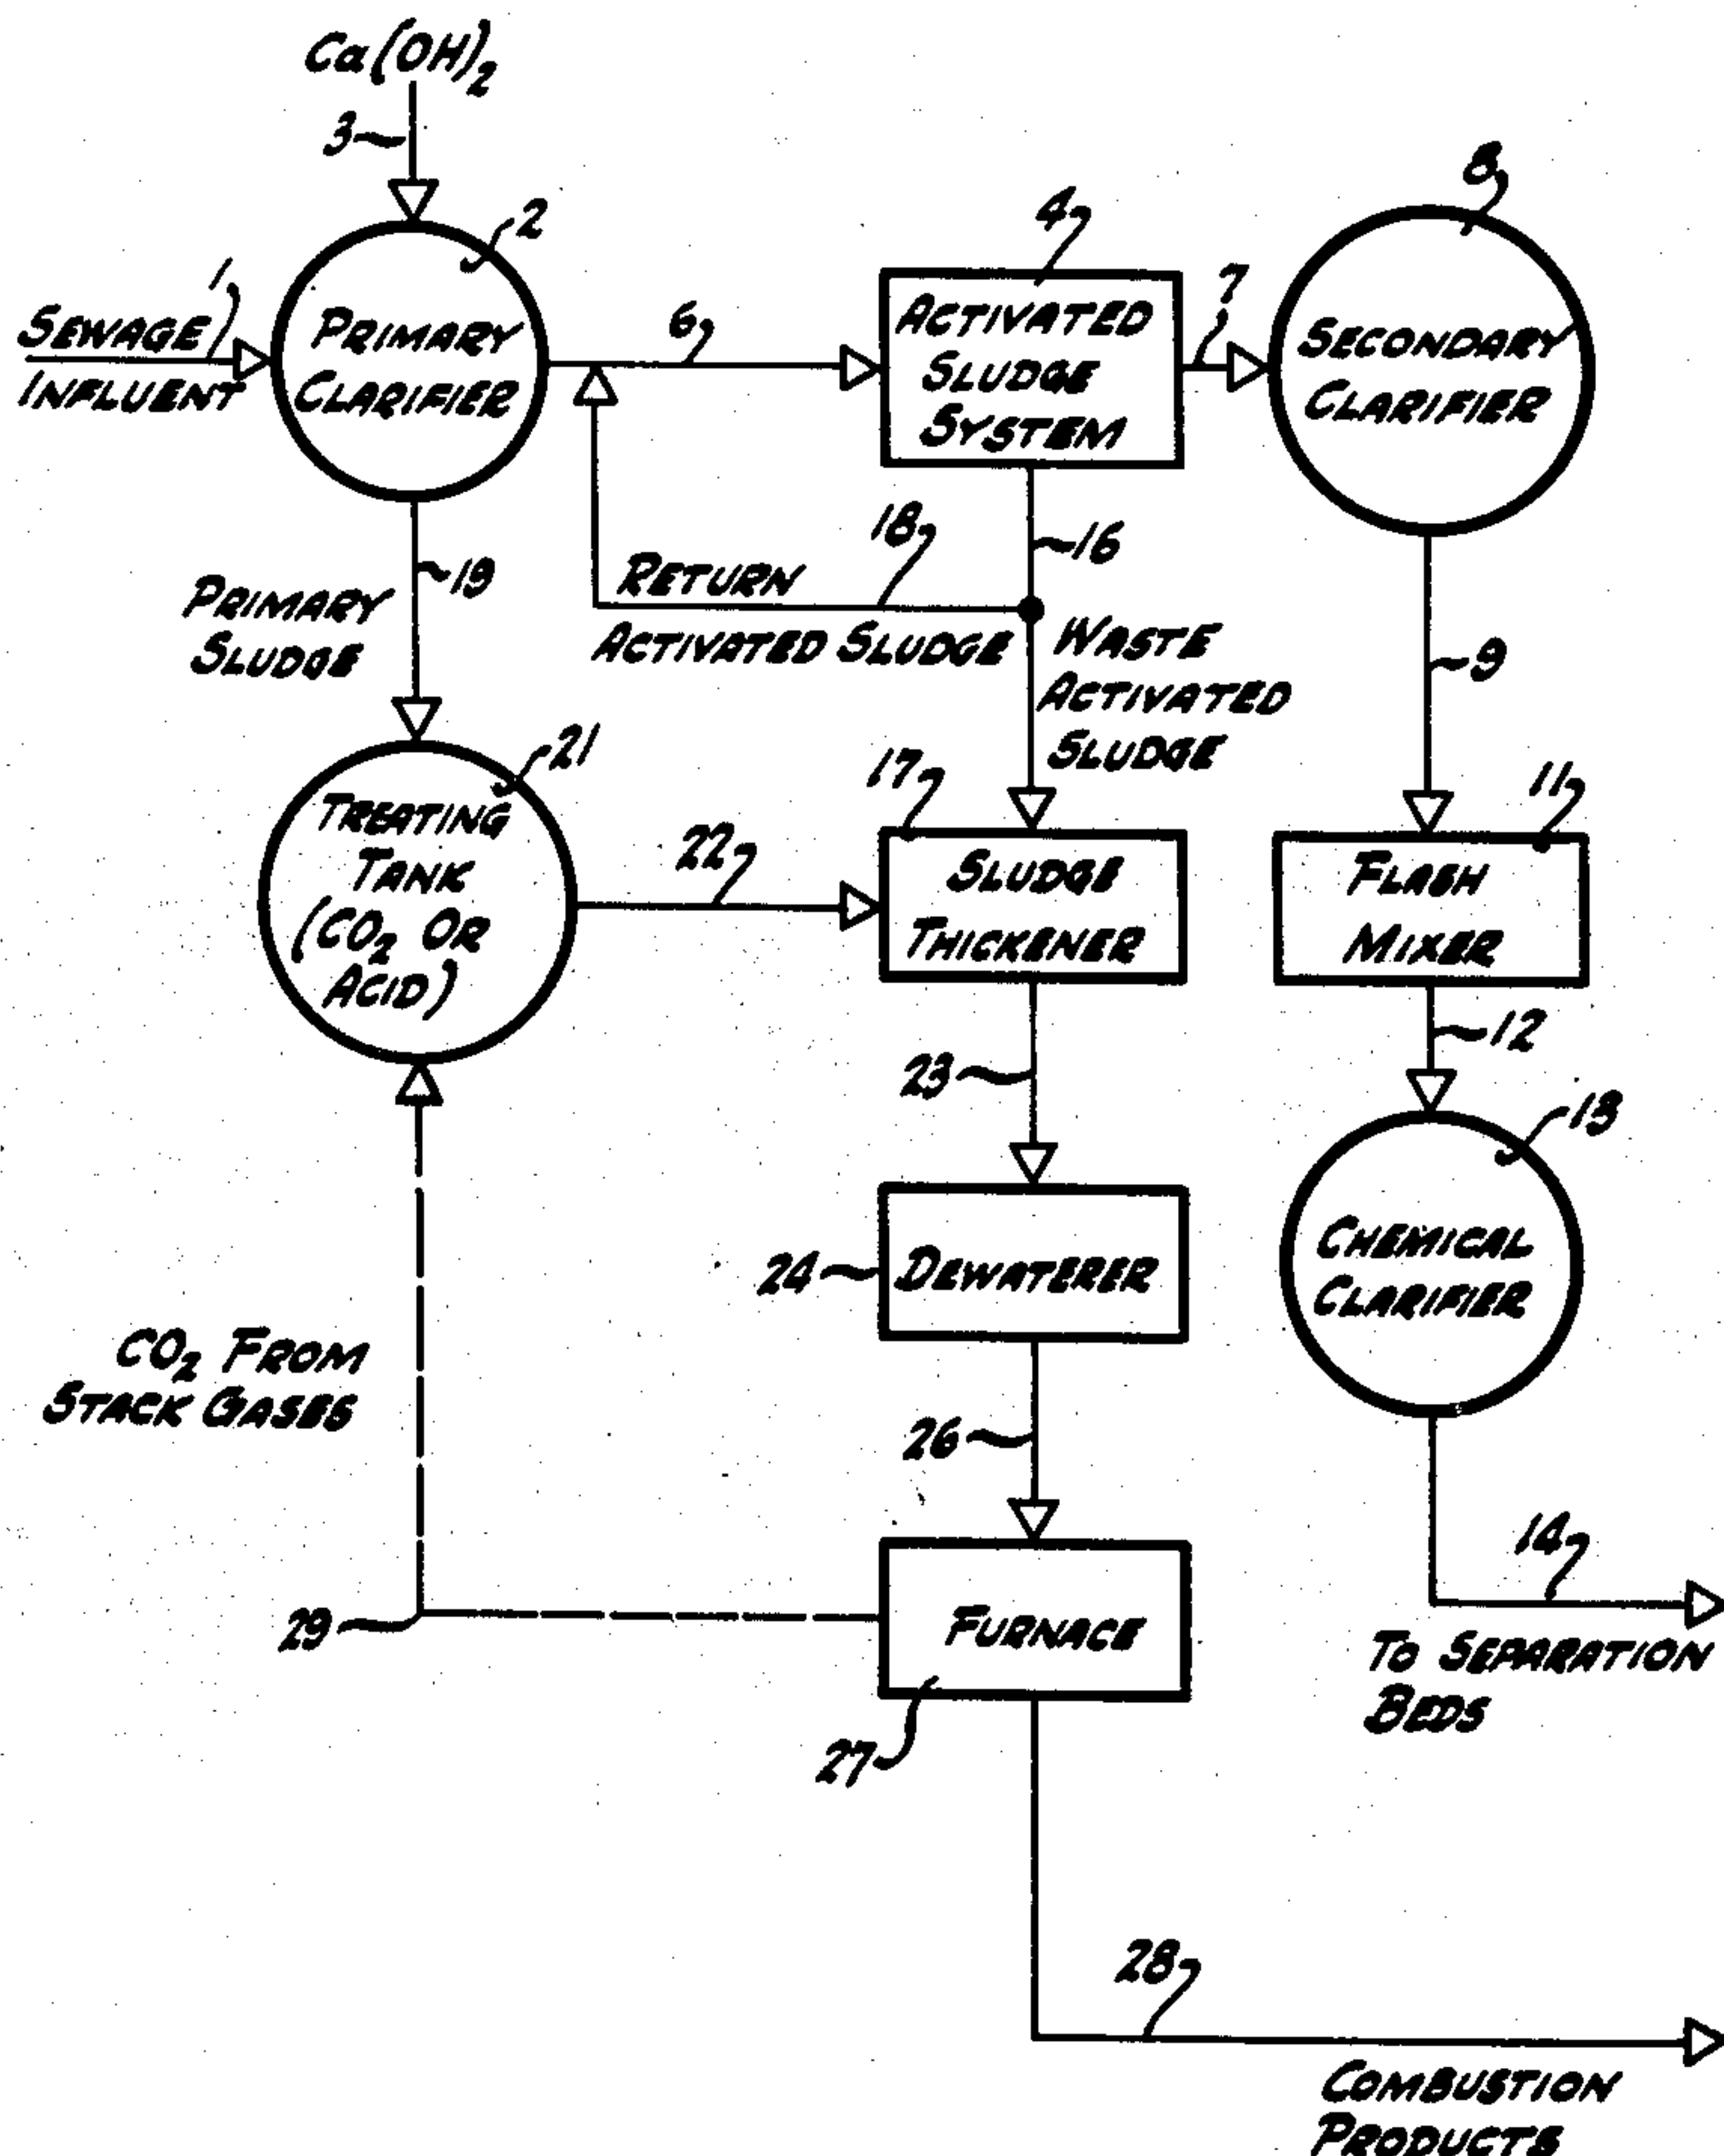 Ca(OH)2
3
2
1
SEWAGE
INFLUENT
PRIMARY
CLARIFIER
6
4
ACTIVATED
SLUDGE
SYSTEM
7
8
SECONDARY
CLARIFIER
19
PRIMARY
SLUDGE
18
RETURN
ACTIVATED SLUDGE
16
WASTE
ACTIVATED
SLUDGE
9
21
TREATING
TANK
(CO2 OR
ACID)
22
17
SLUDGE
THICKENER
11
FLASH
MIXER
23
12
13
CHEMICAL
CLARIFIER
24
DEWATERER
CO2 FROM
STACK GASES
26
14
TO SEPARATION
BEDS
29
FURNACE
27
28
COMBUSTION
PRODUCTS